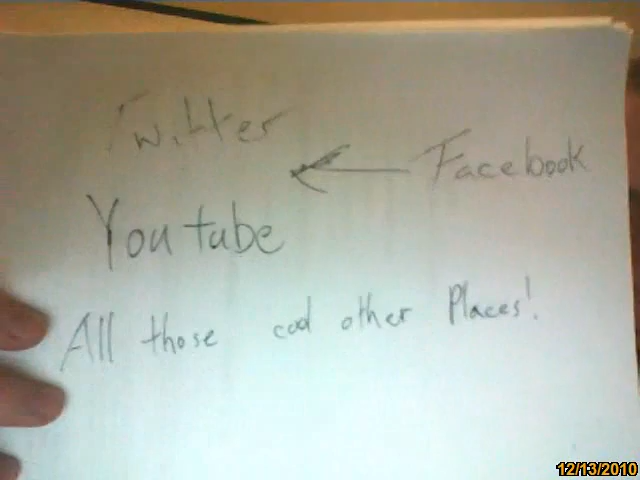 Twitter
Facebook
Youtube
All those cool other Places!
12/13/2010